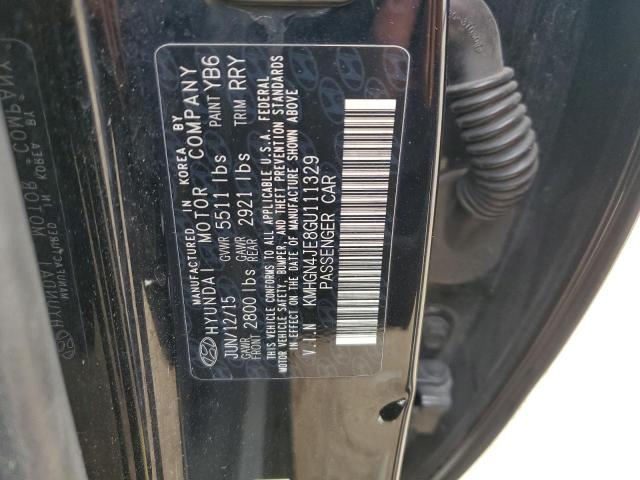 MANUFACTURED IN KOREA BY
HYUNDAI MOTOR COMPANY
JUN/12/15 GVWR 5511 lbs PAINT YB6
GAWR FRONT 2800 lbs GAWR REAR 2921 lbs TRIM RRY
THIS VEHICLE CONFORMS TO ALL APPLICABLE U.S.A. FEDERAL
MOTOR VEHICLE SAFETY, BUMPER, AND THEFT PREVENTION STANDARDS
IN EFFECT ON THE DATE OF MANUFACTURE SHOWN ABOVE
V.I.N KMHGN4JE8GU111329
PASSENGER CAR